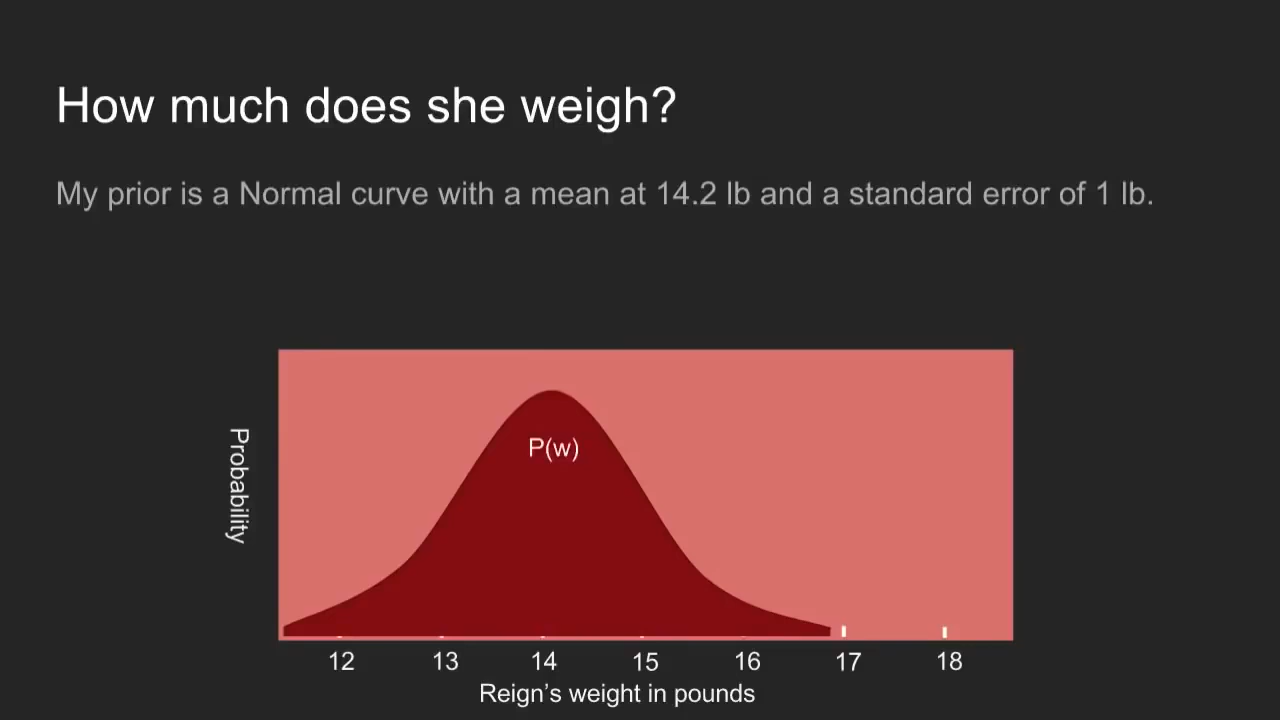 How much does she weigh?
My prior is a Normal curve with a mean at 14.2 lb and a standard error of 1 lb.
P(w)
Probability
12 13 14 15 16 17 18
Reign’s weight in pounds